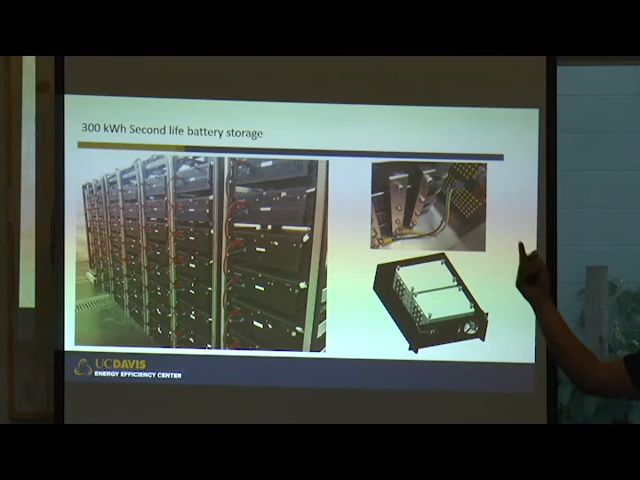 300 kWh Second life battery storage
UCDAVIS
ENERGY EFFICIENCY CENTER